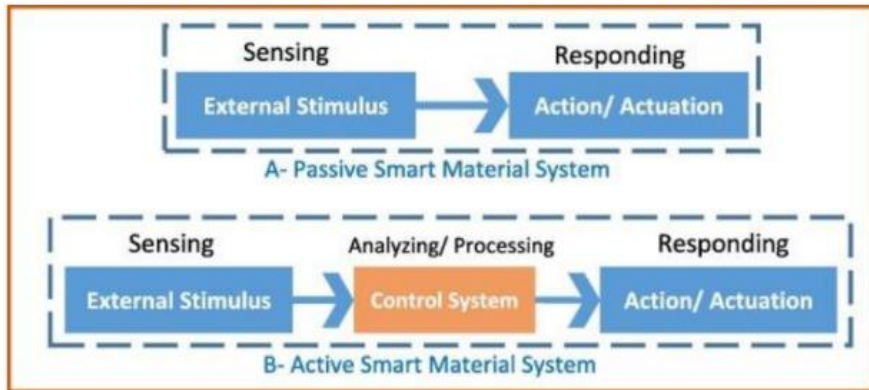 Sensing Responding
External Stimulus Action/ Actuation
A- Passive Smart Material System
Sensing Analyzing/ Processing Responding
External Stimulus Control System Action/ Actuation
B- Active Smart Material System